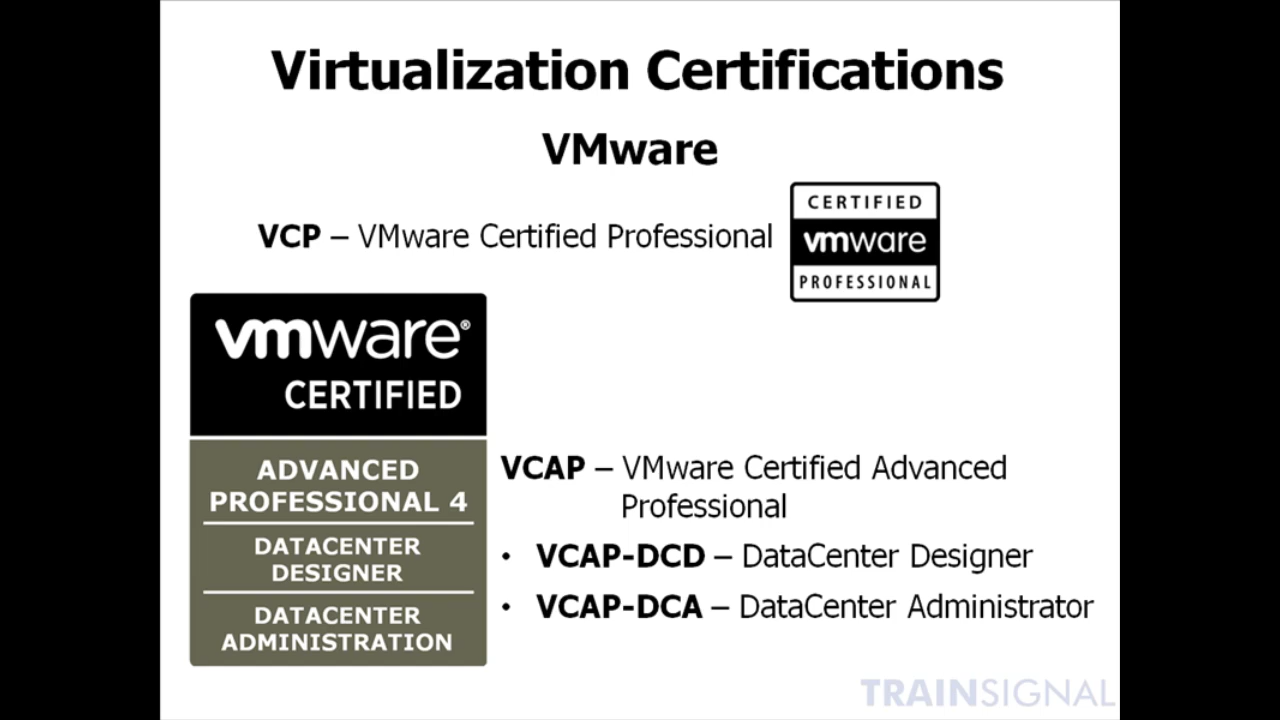 Virtualization Certifications
VMware
VCP – VMware Certified Professional
CERTIFIED
vmware
PROFESSIONAL
vmware®
CERTIFIED
ADVANCED
PROFESSIONAL 4
DATACENTER
DESIGNER
DATACENTER
ADMINISTRATION
VCAP – VMware Certified Advanced
Professional
• VCAP-DCD – DataCenter Designer
• VCAP-DCA – DataCenter Administrator
TRAINSIGNAL